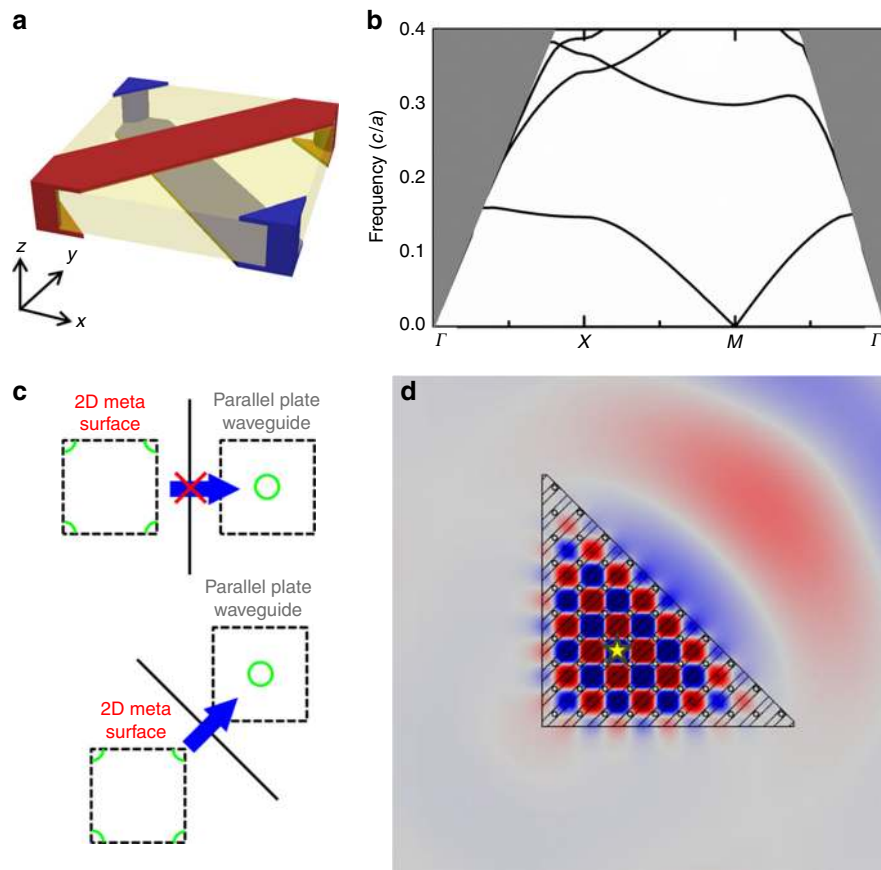 a
z
y
x
b
Frequency (c/a)
0.4
0.3
0.2
0.1
0.0
Γ X M Γ
c
2D meta
surface
Parallel plate
waveguide
Parallel plate
waveguide
2D meta
surface
d